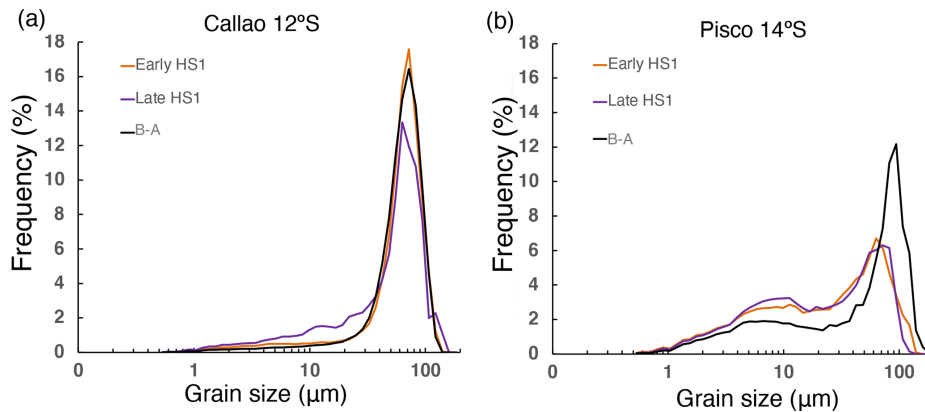 (a)
Callao 12ºS
18
16
14
12
10
8
6
4
2
0
Frequency (%)
Early HS1
Late HS1
B-A
0
1
10
100
Grain size (µm)
(b)
Pisco 14ºS
18
16
14
12
10
8
6
4
2
0
Frequency (%)
Early HS1
Late HS1
B-A
0
1
10
100
Grain size (µm)